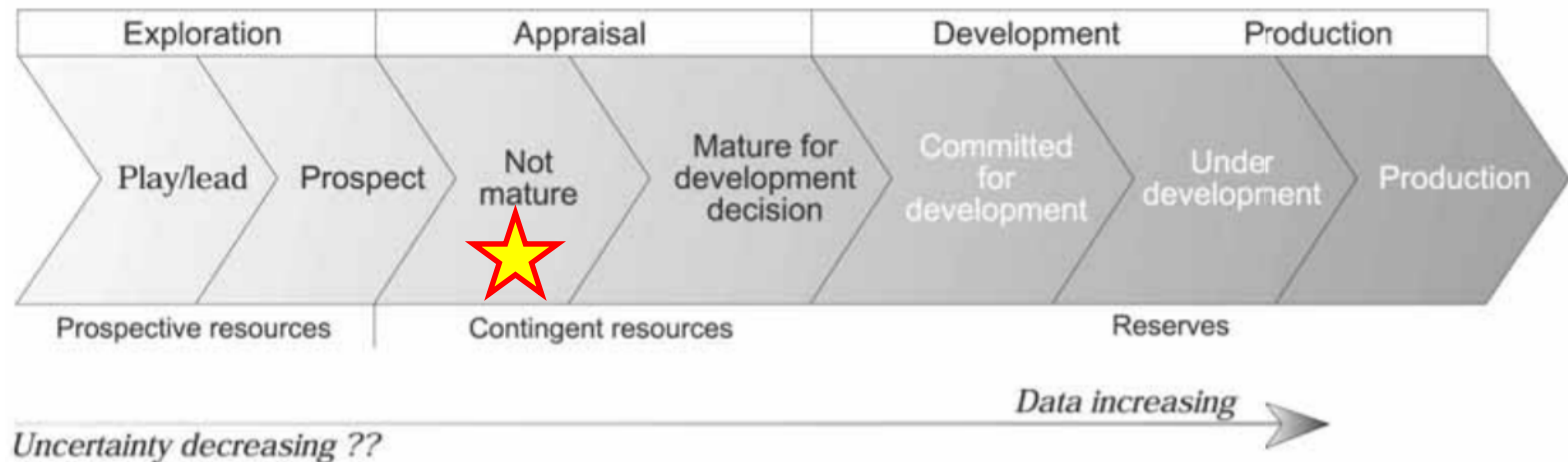 Exploration Appraisal Development Production
Play/lead
Prospect
Not
mature
Mature for
development
decision
Committed
for
development
Under
development
Production
Prospective resources Contingent resources Reserves
Data increasing
Uncertainty decreasing ??